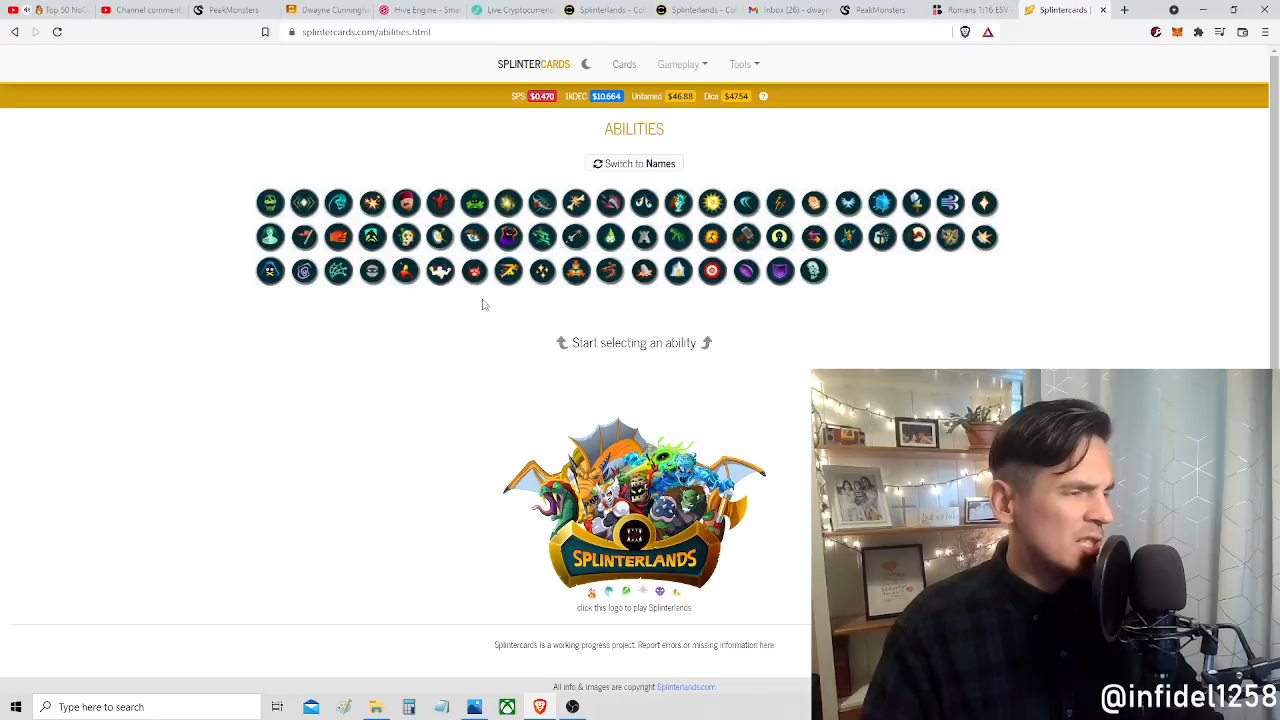 Top 50 NoC
Channel comment
PeakMonsters
Dwayne Cunningh
Hive Engine - Smar
Live Cryptocurrenc
Splinterlands - Col
Splinterlands - Col
Inbox (26) - dwayn
PeakMonsters
Romans 1:16 ESV -
Splintercards
splintercards.com/abilities.html
SPLINTERCARDS Cards Gameplay Tools
SPS $0.470 1kDEC $10.664 Untamed $46.88 Dice $47.54 ?
ABILITIES
Switch to Names
Start selecting an ability
SPLINTERLANDS
click this logo to play Splinterlands
Splintercards is a working progress project. Report errors or missing information here
All info & images are copyright Splinterlands.com
Type here to search
@infidel1258